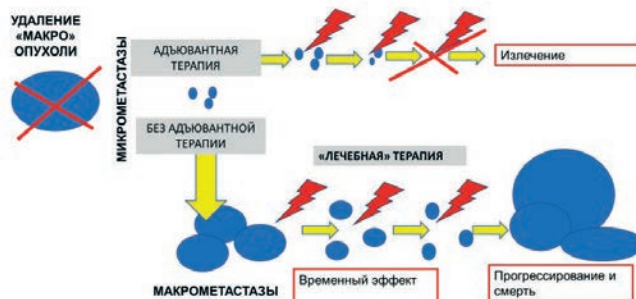 УДАЛЕНИЕ
«МАКРО»
ОПУХОЛИ
МИКРОМЕТАСТАЗЫ
АДЪЮВАНТНАЯ
ТЕРАПИЯ
Излечение
БЕЗ АДЪЮВАНТНОЙ
ТЕРАПИИ
«ЛЕЧЕБНАЯ» ТЕРАПИЯ
МАКРОМЕТАСТАЗЫ
Временный эффект
Прогрессирование и
смерть